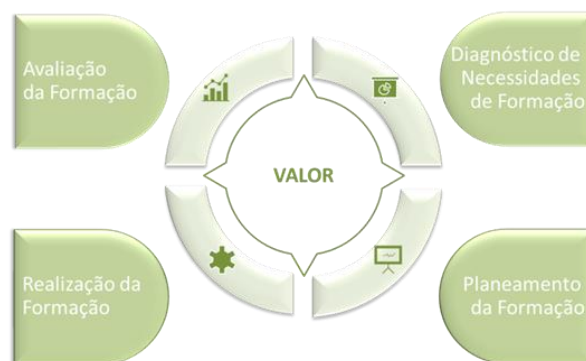 Avaliação
da Formação
Diagnóstico de
Necessidades
de Formação
VALOR
Realização da
Formação
Planeamento
da Formação